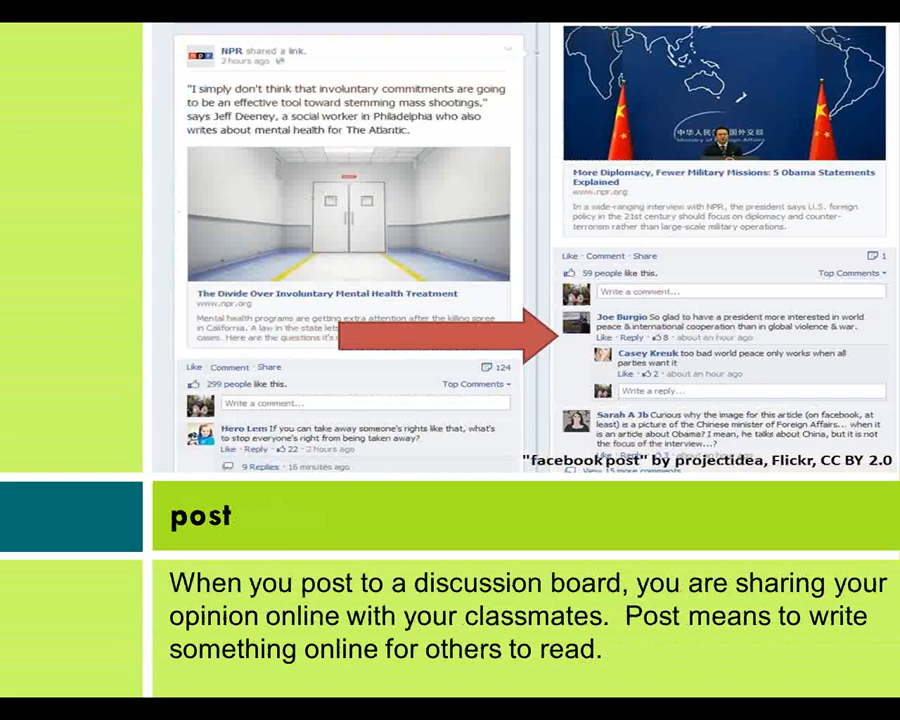 npr
NPR shared a link.
2 hours ago
"I simply don't think that involuntary commitments are going
to be an effective tool toward stemming mass shootings,"
says Jeff Deeney, a social worker in Philadelphia who also
writes about mental health for The Atlantic.
The Divide Over Involuntary Mental Health Treatment
www.npr.org
Mental health programs are getting extra attention after the killing spree
in California. A law in the state lets
cases. Here are the questions it's
Like · Comment · Share
124
299 people like this.
Top Comments
Write a comment...
Hero Lem If you can take away someone's rights like that, what's
to stop everyone's right from being taken away?
Like · Reply · 22 · 2 hours ago
9 Replies · 16 minutes ago
中华人民 国外交部
Ministry of Foreign Affairs
More Diplomacy, Fewer Military Missions: 5 Obama Statements
Explained
www.npr.org
In a wide-ranging interview with NPR, the president says U.S. foreign
policy in the 21st century should focus on diplomacy and counter-
terrorism rather than large-scale military operations.
Like · Comment · Share
1
59 people like this.
Top Comments
Write a comment...
Joe Burgio So glad to have a president more interested in world
peace & international cooperation than in global violence & war.
Like · Reply · 8 · about an hour ago
Casey Kreuk too bad world peace only works when all
parties want it
Like · 2 · about an hour ago
Write a reply...
Sarah A Jb Curious why the image for this article (on facebook, at
least) is a picture of the Chinese minister of Foreign Affairs... when it
is an article about Obama? I mean, he talks about China, but it is not
the focus of the interview...?
"facebook post" by projectidea, Flickr, CC BY 2.0
post
When you post to a discussion board, you are sharing your
opinion online with your classmates. Post means to write
something online for others to read.